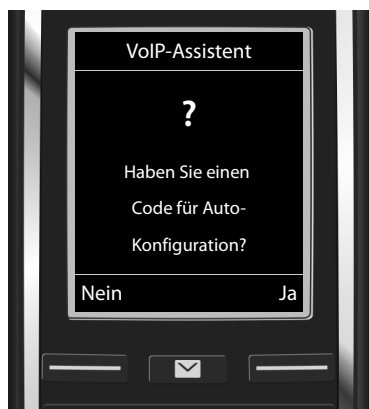 VoIP-Assistent
?
Haben Sie einen
Code für Auto-
Konfiguration?
Nein Ja